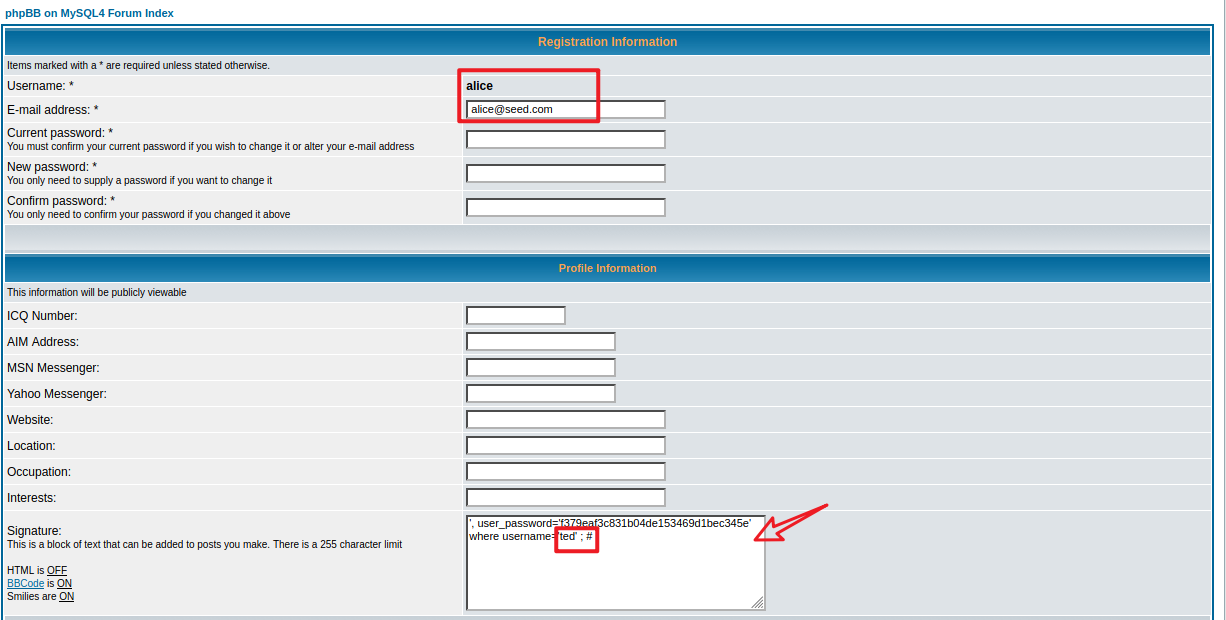 phpBB on MySQL4 Forum Index
Registration Information
Items marked with a * are required unless stated otherwise.
Username: * alice
E-mail address: * alice@seed.com
Current password: *
You must confirm your current password if you wish to change it or alter your e-mail address
New password: *
You only need to supply a password if you want to change it
Confirm password: *
You only need to confirm your password if you changed it above
Profile Information
This information will be publicly viewable
ICQ Number:
AIM Address:
MSN Messenger:
Yahoo Messenger:
Website:
Location:
Occupation:
Interests:
Signature:
This is a block of text that can be added to posts you make. There is a 255 character limit
HTML is OFF
BBCode is ON
Smilies are ON
', user_password='f379eaf3c831b04de153469d1bec345e'
where username='ted' ; #